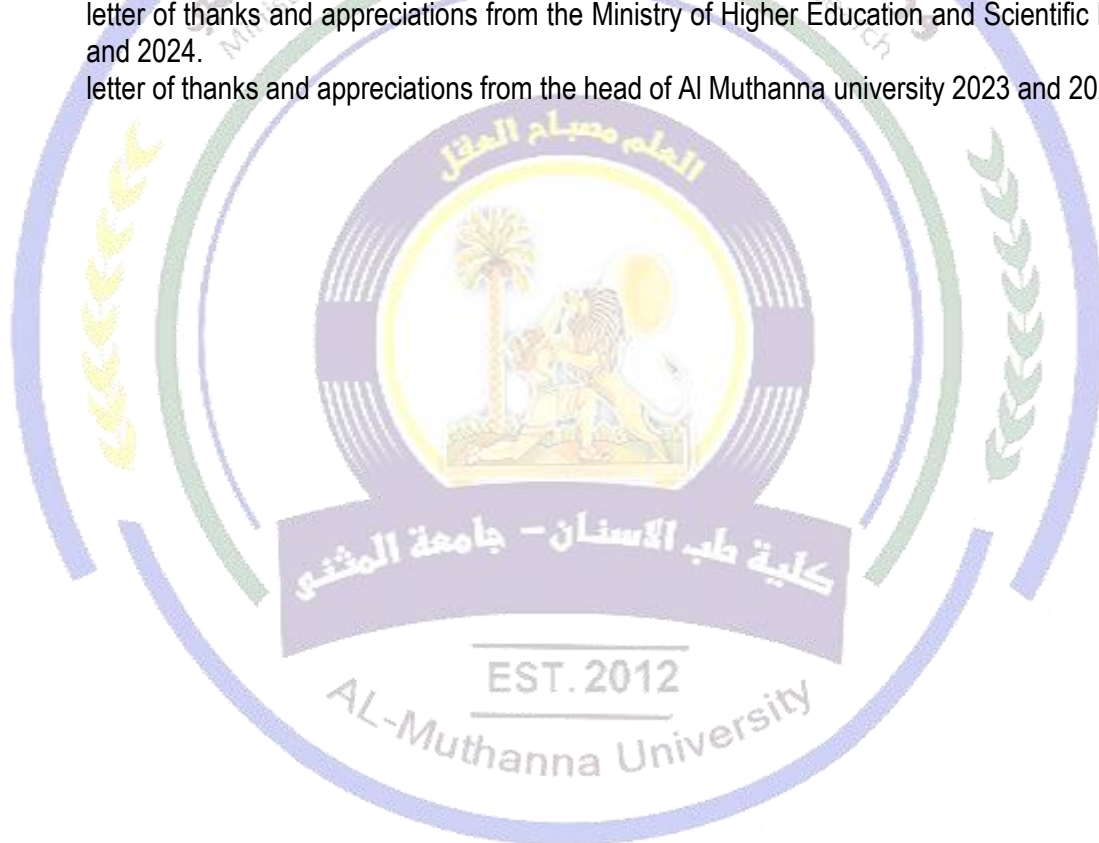 letter of thanks and appreciations from the Ministry of Higher Education and Scientific
and 2024.
letter of thanks and appreciations from the head of Al Muthanna university 2023 and
العلم مصباح العقل
كلية طب الاسنان - جامعة المثنى
EST. 2012
AL-Muthanna University